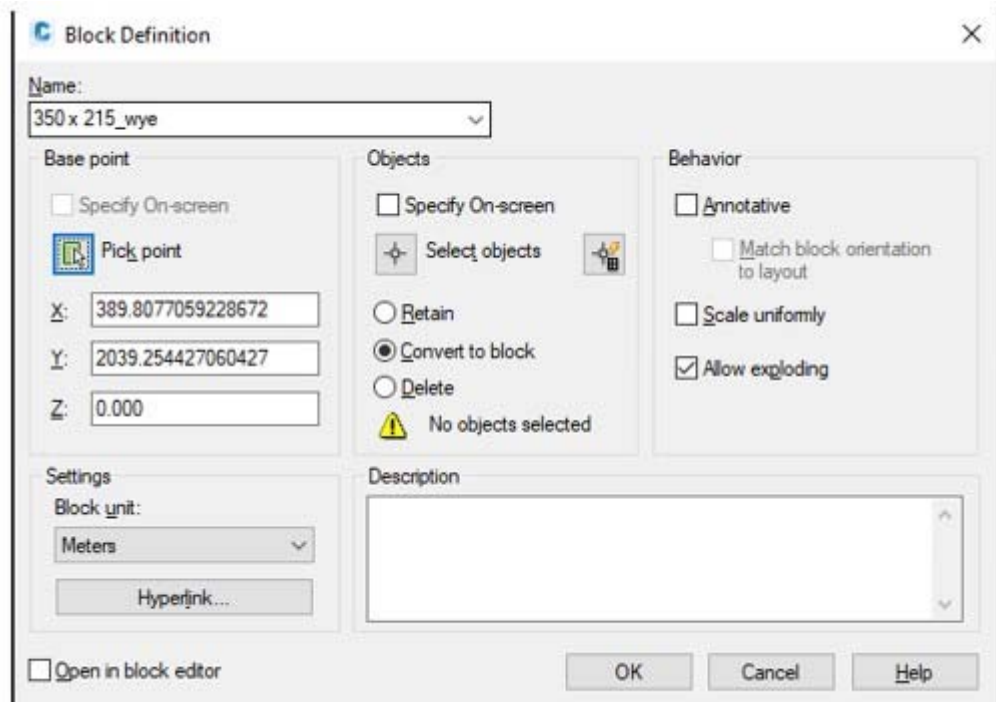 Block Definition
Name:
350 x 215_wye
Base point
Specify On-screen
Pick point
X: 389.8077059228672
Y: 2039.254427060427
Z: 0.000
Objects
Specify On-screen
Select objects
Retain
Convert to block
Delete
No objects selected
Behavior
Annotative
Match block orientation
to layout
Scale uniformly
Allow exploding
Settings
Block unit:
Meters
Hyperlink...
Description
Open in block editor
OK
Cancel
Help